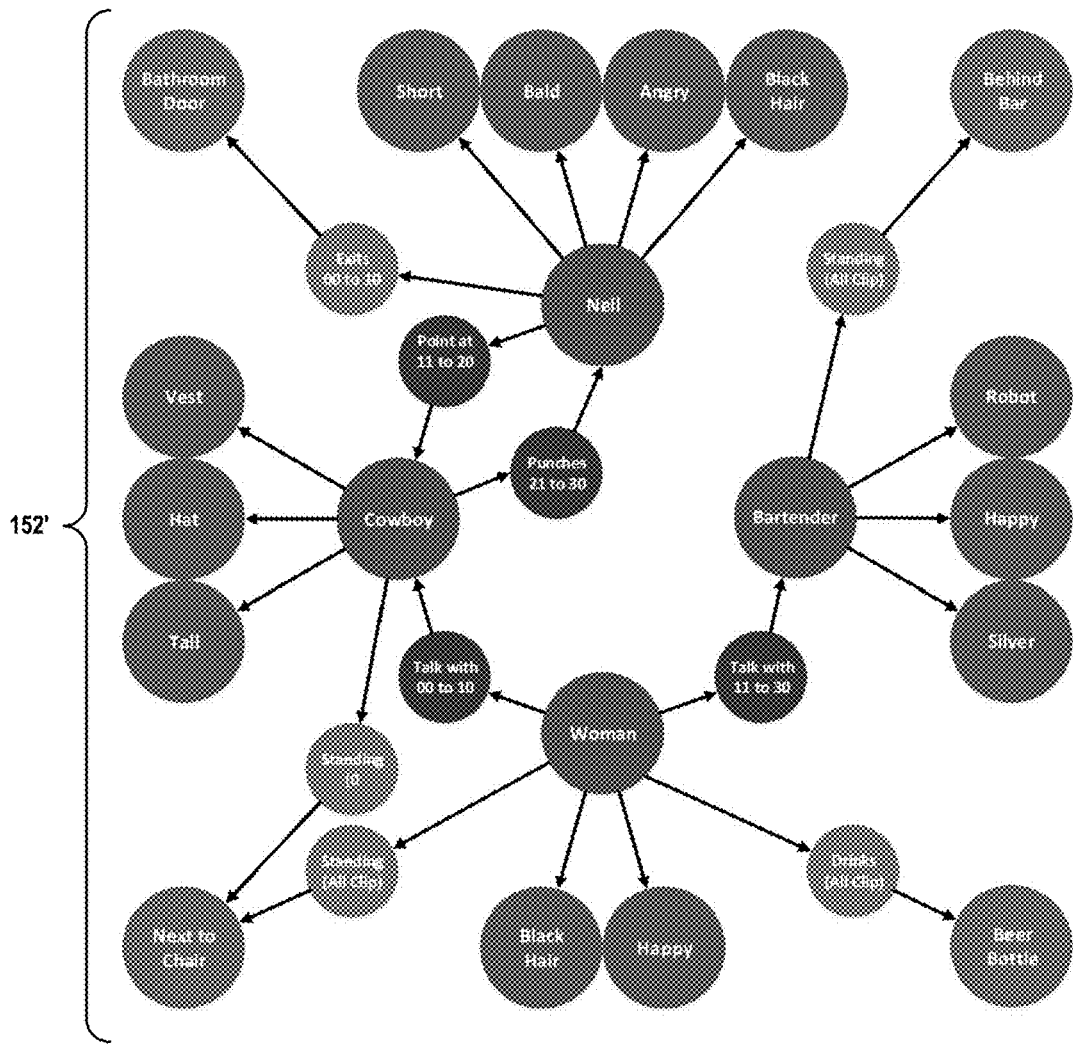 Bathroom
Door
Short
Bald
Angry
Black
Hair
Behind
Bar
Exit
00 to 10
Standing
(All Clip)
Neil
Point at
11 to 20
Vest
Hat
Tall
Cowboy
Punches
21 to 30
Bartender
Robot
Happy
Silver
152'
Talk with
00 to 10
Talk with
11 to 30
Woman
Standing
Standing
(All Clip)
Drinks
(All Clip)
Next to
Chair
Black
Hair
Happy
Beer
Bottle